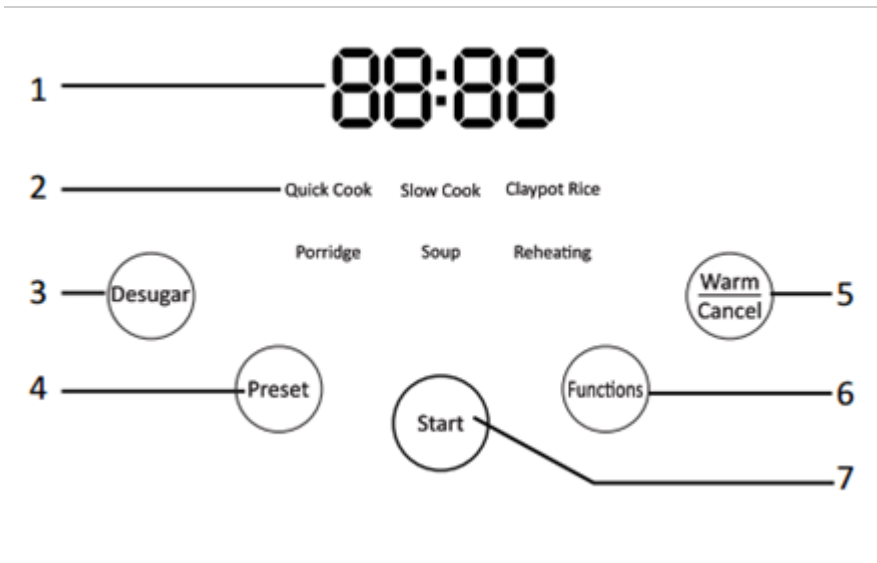 1
88:88
2
Quick Cook Slow Cook Claypot Rice
Porridge Soup Reheating
3
Desugar
Warm
Cancel
5
4
Preset
Functions
6
Start
7